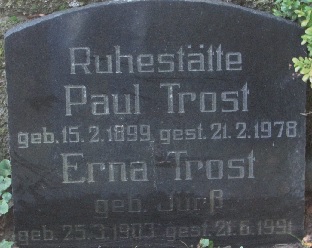 Ruhestätte
Paul Trost
geb. 15.2.1899 gest. 21.2.1978
Erna Trost
geb. Jürß
geb. 25.3.1903 gest. 21.6.1991